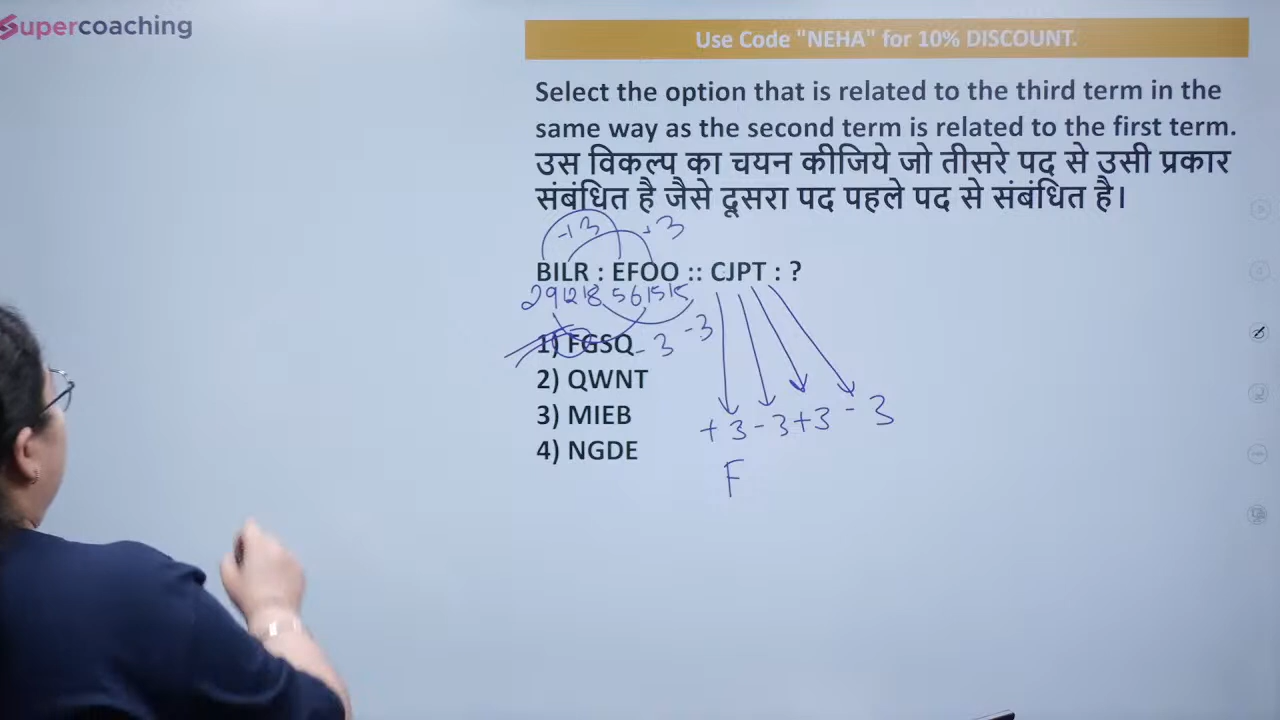 Supercoaching
Use Code "NEHA" for 10% DISCOUNT.
Select the option that is related to the third term in the
same way as the second term is related to the first term.
उस विकल्प का चयन कीजिये जो तीसरे पद से उसी प्रकार
संबंधित है जैसे दूसरा पद पहले पद से संबंधित है।
+3 +3
BILR : EFOO :: CJPT : ?
2 9 12 18 5 6 15 15
-3
1) FGSQ -3
2) QWNT
3) MIEB
+3 -3 +3 -3
4) NGDE
F